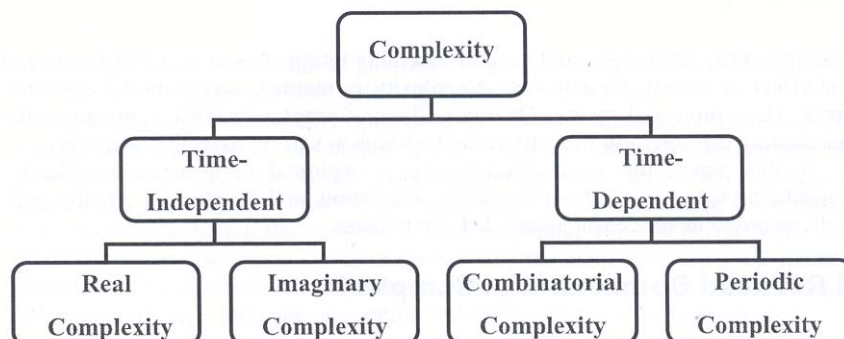 Complexity
Time-
Independent
Time-
Dependent
Real
Complexity
Imaginary
Complexity
Combinatorial
Complexity
Periodic
Complexity